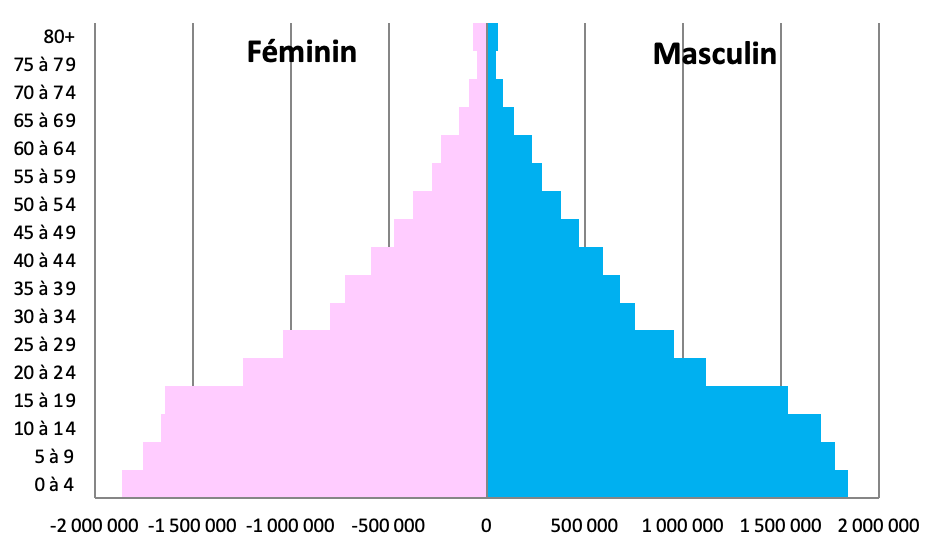 Féminin
Masculin
80+
75 à 79
70 à 74
65 à 69
60 à 64
55 à 59
50 à 54
45 à 49
40 à 44
35 à 39
30 à 34
25 à 29
20 à 24
15 à 19
10 à 14
5 à 9
0 à 4
-2 000 000 -1 500 000 -1 000 000 -500 000 0 500 000 1 000 000 1 500 000 2 000 000